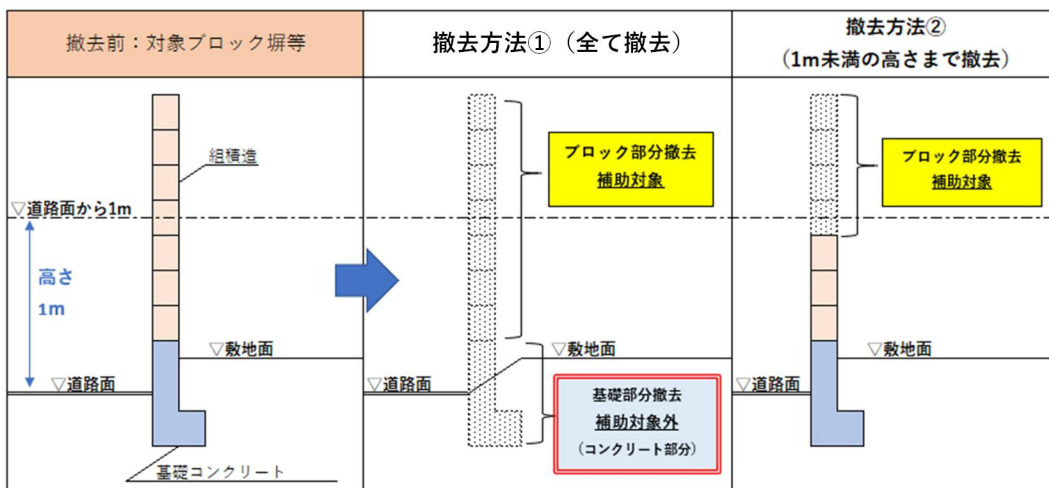 撤去前：対象ブロック塀等
組積造
▽道路面から1m
高さ
1m
▽敷地面
▽道路面
基礎コンクリート
撤去方法①（全て撤去）
ブロック部分撤去
補助対象
▽敷地面
▽道路面
基礎部分撤去
補助対象外
（コンクリート部分）
撤去方法②
（1m未満の高さまで撤去）
ブロック部分撤去
補助対象
▽敷地面
▽道路面